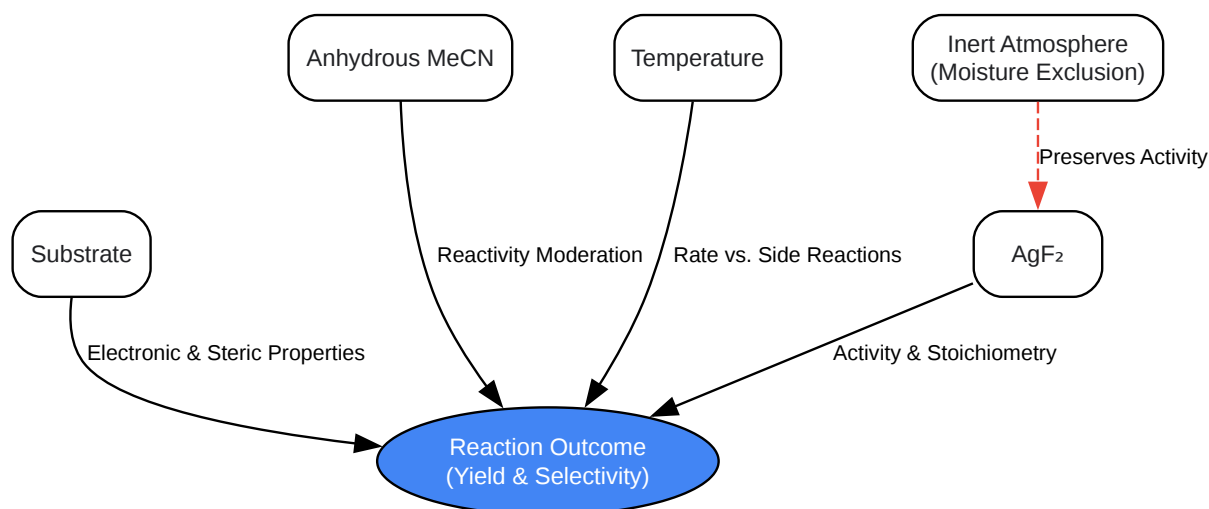 Anhydrous MeCN
Temperature
Inert Atmosphere
(Moisture Exclusion)
Preserves Activity
Substrate
Reactivity Moderation
Rate vs. Side Reactions
AgF₂
Electronic & Steric Properties
Activity & Stoichiometry
Reaction Outcome
(Yield & Selectivity)